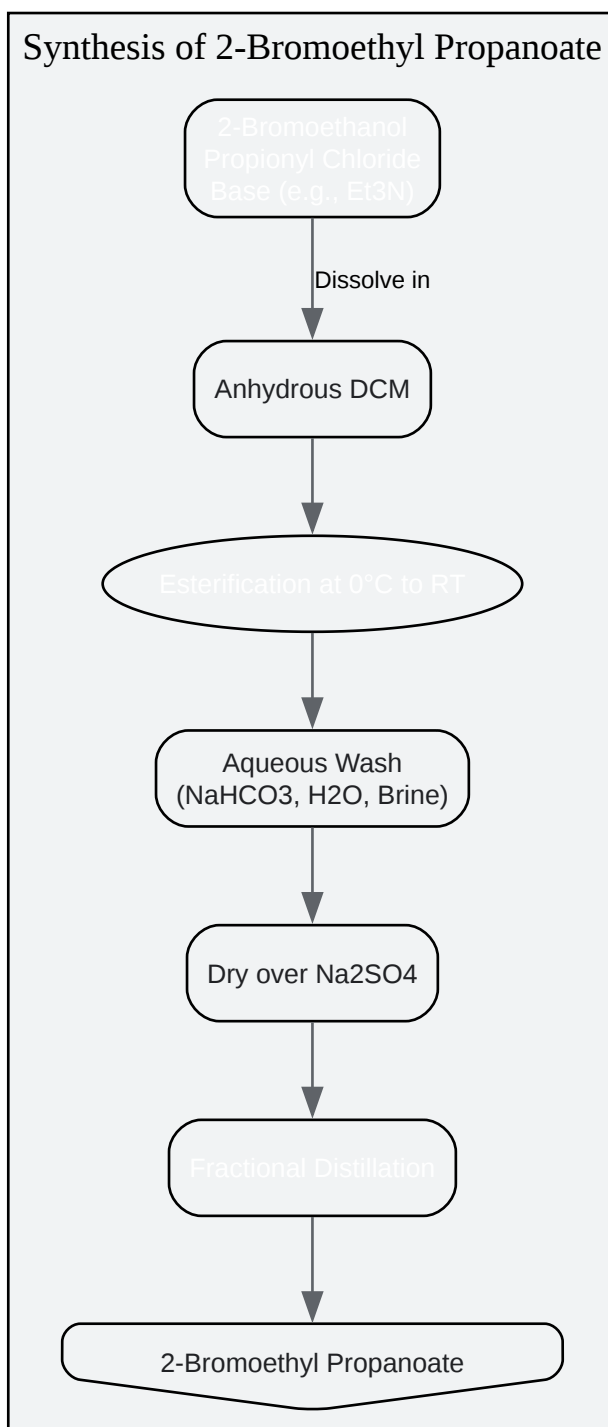 Synthesis of 2-Bromoethyl Propanoate
2-Bromoethanol
Propionyl Chloride
Base (e.g., Et3N)
Dissolve in
Anhydrous DCM
Esterification at 0°C to RT
Aqueous Wash
(NaHCO3, H2O, Brine)
Dry over Na2SO4
Fractional Distillation
2-Bromoethyl Propanoate